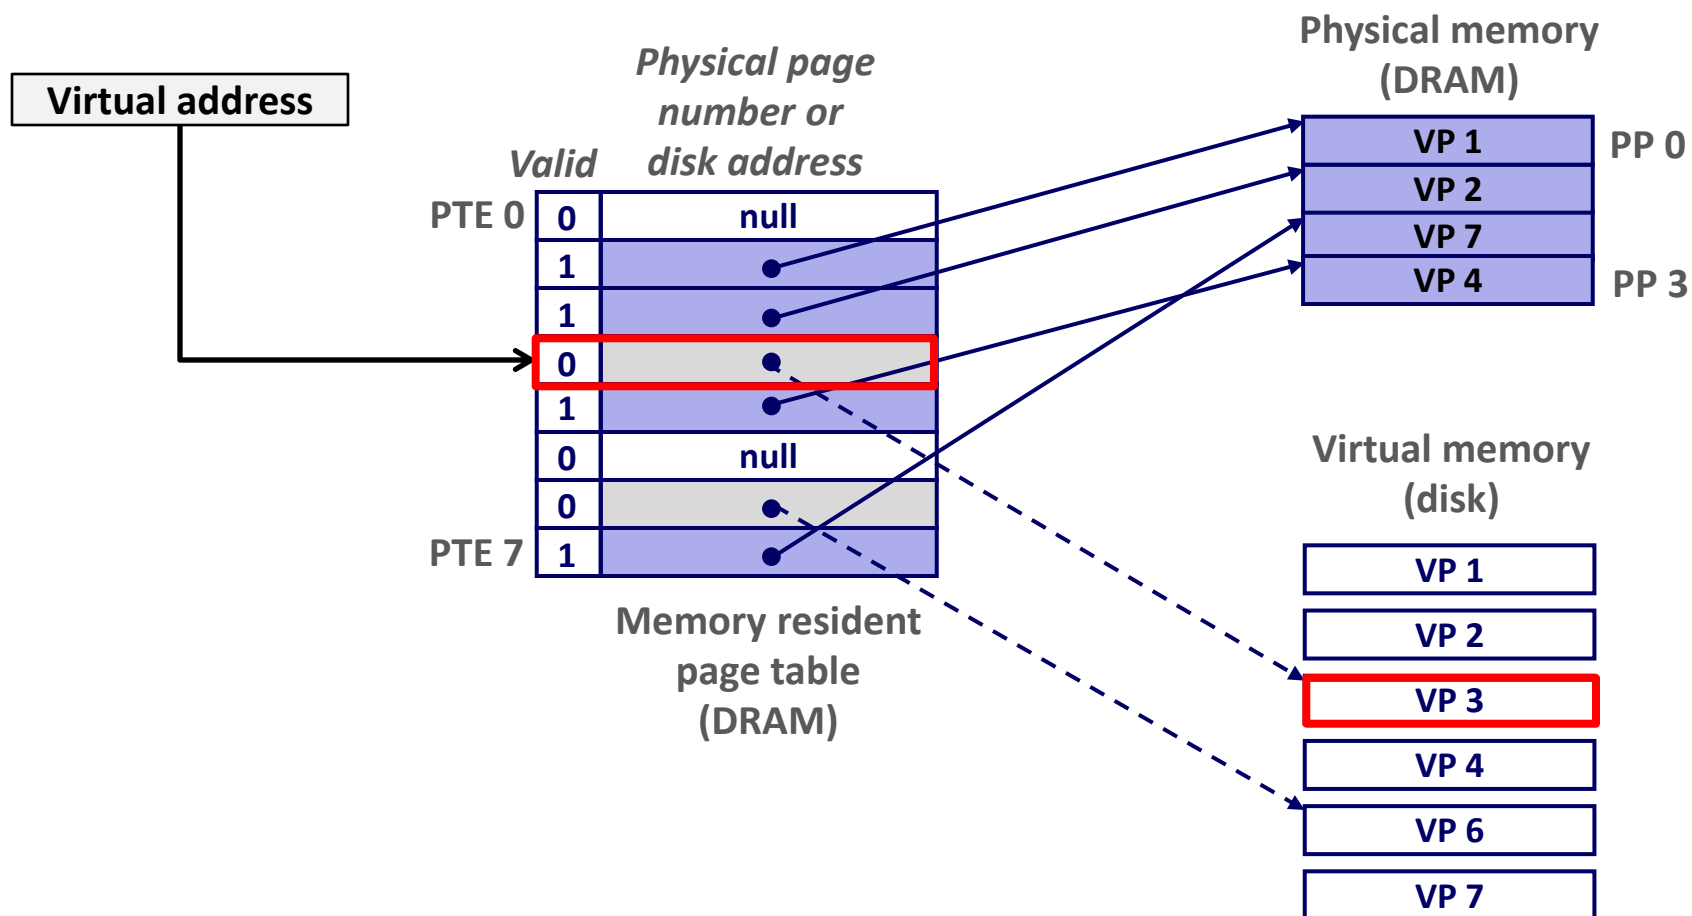 Virtual address
Physical page
number or
disk address
Valid
PTE 0
0 null
1
1
0
1
0 null
0
PTE 7 1
Memory resident
page table
(DRAM)
Physical memory
(DRAM)
VP 1 PP 0
VP 2
VP 7
VP 4 PP 3
Virtual memory
(disk)
VP 1
VP 2
VP 3
VP 4
VP 6
VP 7